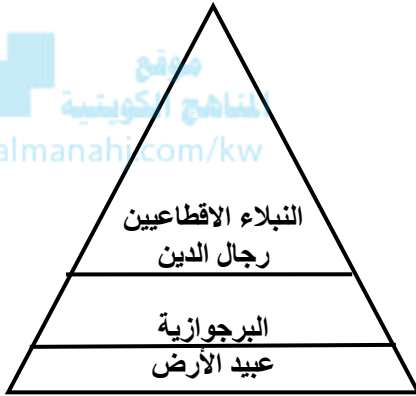 موقع
المناهج الكويتية
almanahj.com/kw
النبلاء الاقطاعيين
رجال الدين
البرجوازية
عبيد الأرض